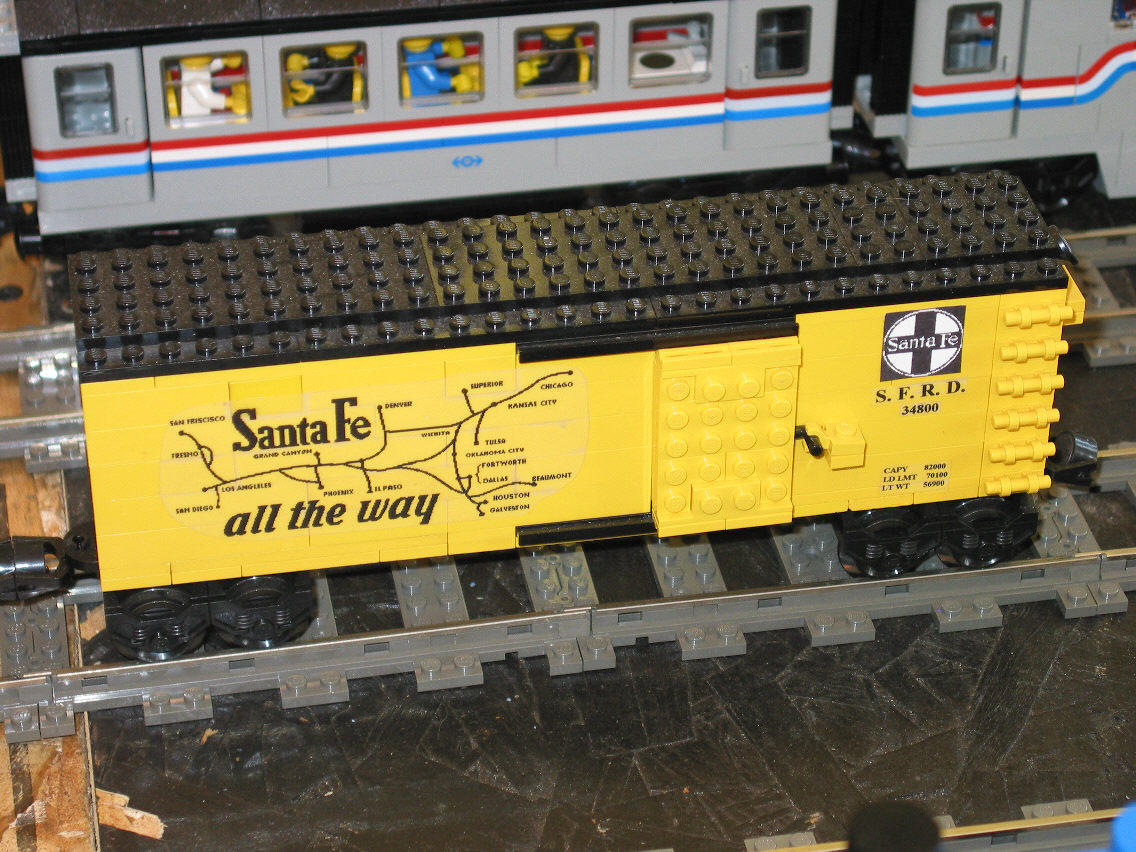 SUPERIOR
CHICAGO
DENVER
KANSAS CITY
SAN FRISCISCO
Santa Fe
WICHITA
TULSA
FRESNO
GRAND CANYON
OKLAHOMA CITY
FORTWORTH
DALLAS
BEAUMONT
LOS ANGELES
PHOENIX
EL PASO
HOUSTON
SAN DIEGO
GALVESTON
all the way
Santa Fe
S. F. R. D.
34800
CAPY 82000
LD LMT 70100
LT WT 56900